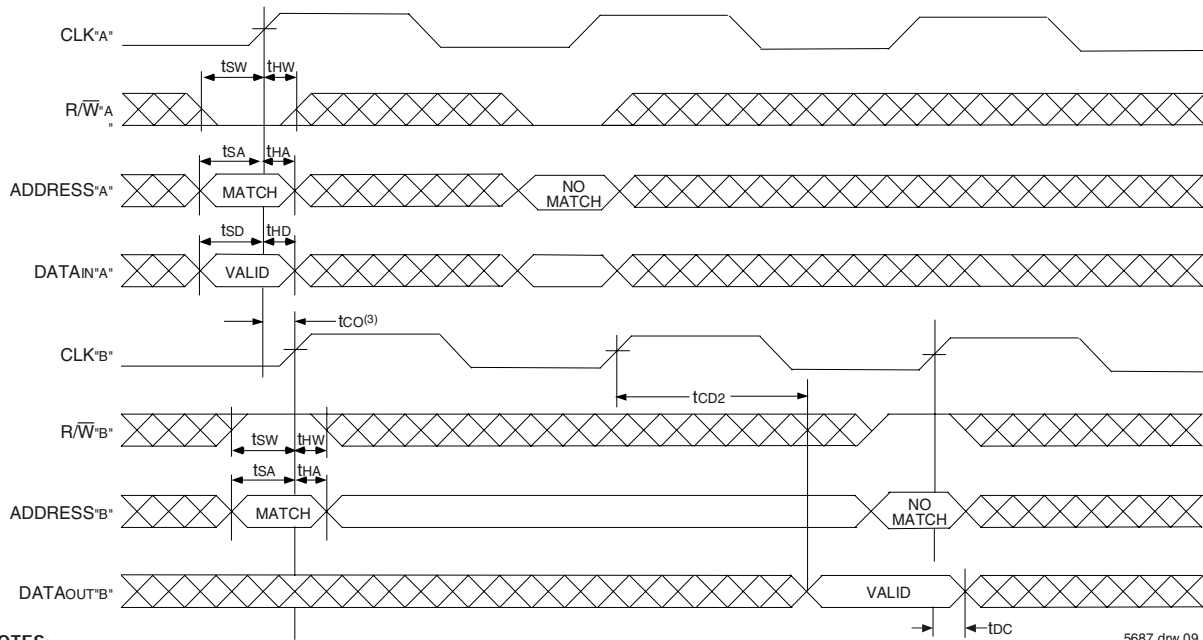 CLK"A"
tSW tHW
R/W̅"A
"
tSA tHA
ADDRESS"A" MATCH NO
MATCH
tSD tHD
DATAIN"A" VALID
tCO(3)
CLK"B"
tCD2
R/W̅"B"
tSW tHW
tSA tHA
ADDRESS"B" MATCH NO
MATCH
DATAOUT"B" VALID
tDC
5687 drw 09